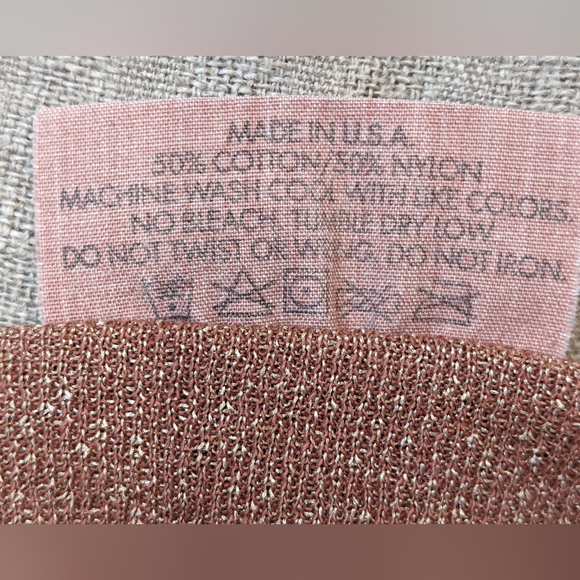 MADE IN U.S.A.
50% COTTON/50% NYLON
MACHINE WASH COOL WITH LIKE COLORS.
NO BLEACH. TUMBLE DRY LOW
DO NOT TWIST OR WRING. DO NOT IRON.